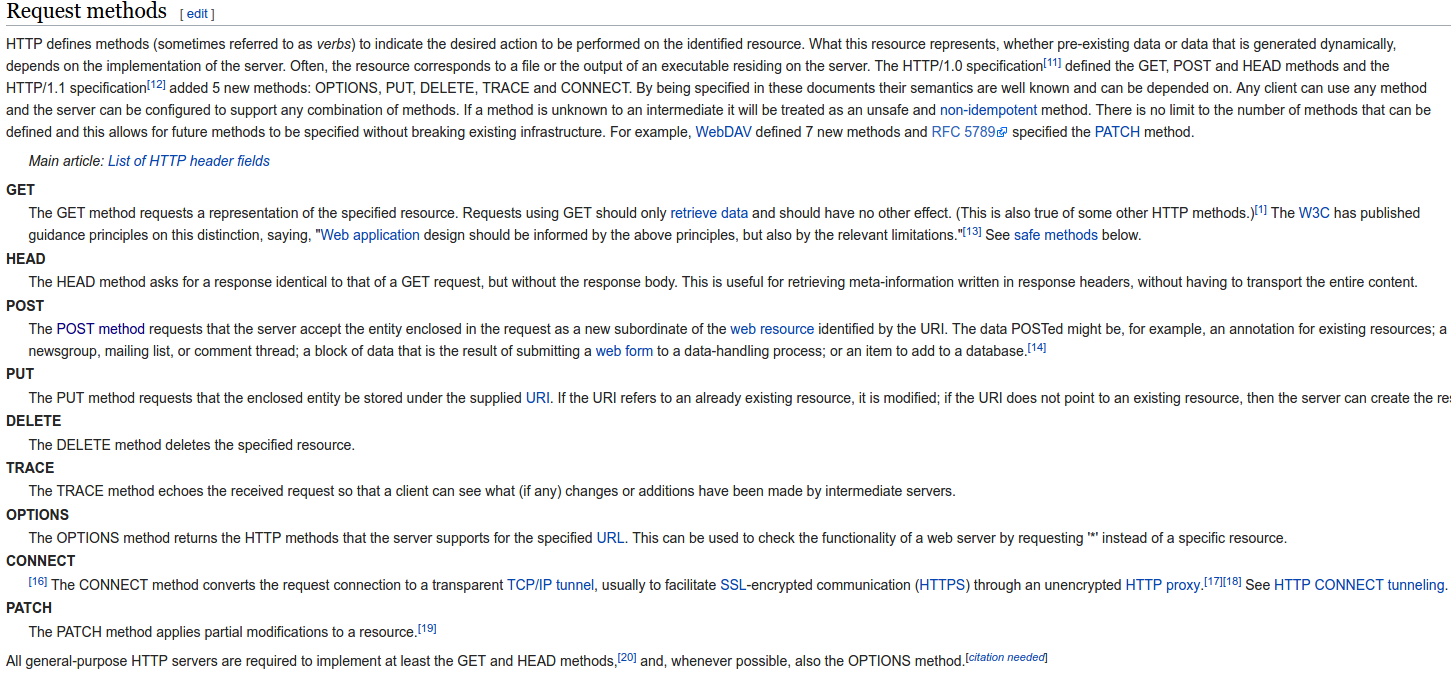 Request methods [ edit ]
HTTP defines methods (sometimes referred to as verbs) to indicate the desired action to be performed on the identified resource. What this resource represents, whether pre-existing data or data that is generated dynamically,
depends on the implementation of the server. Often, the resource corresponds to a file or the output of an executable residing on the server. The HTTP/1.0 specification[11] defined the GET, POST and HEAD methods and the
HTTP/1.1 specification[12] added 5 new methods: OPTIONS, PUT, DELETE, TRACE and CONNECT. By being specified in these documents their semantics are well known and can be depended on. Any client can use any method
and the server can be configured to support any combination of methods. If a method is unknown to an intermediate it will be treated as an unsafe and non-idempotent method. There is no limit to the number of methods that can be
defined and this allows for future methods to be specified without breaking existing infrastructure. For example, WebDAV defined 7 new methods and RFC 5789 specified the PATCH method.
Main article: List of HTTP header fields
GET
The GET method requests a representation of the specified resource. Requests using GET should only retrieve data and should have no other effect. (This is also true of some other HTTP methods.)[1] The W3C has published
guidance principles on this distinction, saying, "Web application design should be informed by the above principles, but also by the relevant limitations."[13] See safe methods below.
HEAD
The HEAD method asks for a response identical to that of a GET request, but without the response body. This is useful for retrieving meta-information written in response headers, without having to transport the entire content.
POST
The POST method requests that the server accept the entity enclosed in the request as a new subordinate of the web resource identified by the URI. The data POSTed might be, for example, an annotation for existing resources; a
newsgroup, mailing list, or comment thread; a block of data that is the result of submitting a web form to a data-handling process; or an item to add to a database.[14]
PUT
The PUT method requests that the enclosed entity be stored under the supplied URI. If the URI refers to an already existing resource, it is modified; if the URI does not point to an existing resource, then the server can create the
DELETE
The DELETE method deletes the specified resource.
TRACE
The TRACE method echoes the received request so that a client can see what (if any) changes or additions have been made by intermediate servers.
OPTIONS
The OPTIONS method returns the HTTP methods that the server supports for the specified URL. This can be used to check the functionality of a web server by requesting '*' instead of a specific resource.
CONNECT
[16] The CONNECT method converts the request connection to a transparent TCP/IP tunnel, usually to facilitate SSL-encrypted communication (HTTPS) through an unencrypted HTTP proxy.[17][18] See HTTP CONNECT tunneling.
PATCH
The PATCH method applies partial modifications to a resource.[19]
All general-purpose HTTP servers are required to implement at least the GET and HEAD methods,[20] and, whenever possible, also the OPTIONS method.[citation needed]